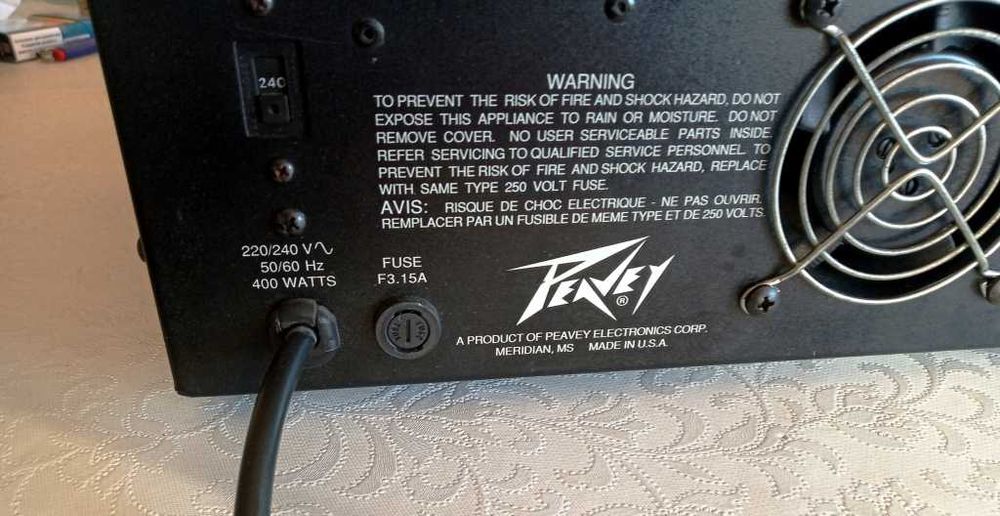 240
WARNING
TO PREVENT THE RISK OF FIRE AND SHOCK HAZARD, DO NOT
EXPOSE THIS APPLIANCE TO RAIN OR MOISTURE. DO NOT
REMOVE COVER. NO USER SERVICEABLE PARTS INSIDE.
REFER SERVICING TO QUALIFIED SERVICE PERSONNEL. TO
PREVENT THE RISK OF FIRE AND SHOCK HAZARD, REPLACE
WITH SAME TYPE 250 VOLT FUSE.
AVIS: RISQUE DE CHOC ELECTRIQUE - NE PAS OUVRIR.
REMPLACER PAR UN FUSIBLE DE MEME TYPE ET DE 250 VOLTS.
220/240 V∿
50/60 Hz
400 WATTS
FUSE
F3.15A
PEAVEY®
A PRODUCT OF PEAVEY ELECTRONICS CORP.
MERIDIAN, MS MADE IN U.S.A.